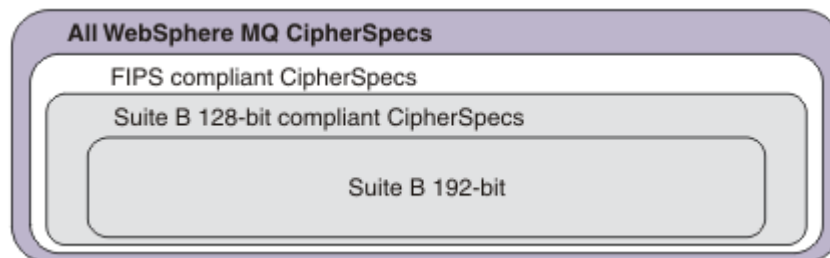 All WebSphere MQ CipherSpecs
FIPS compliant CipherSpecs
Suite B 128-bit compliant CipherSpecs
Suite B 192-bit